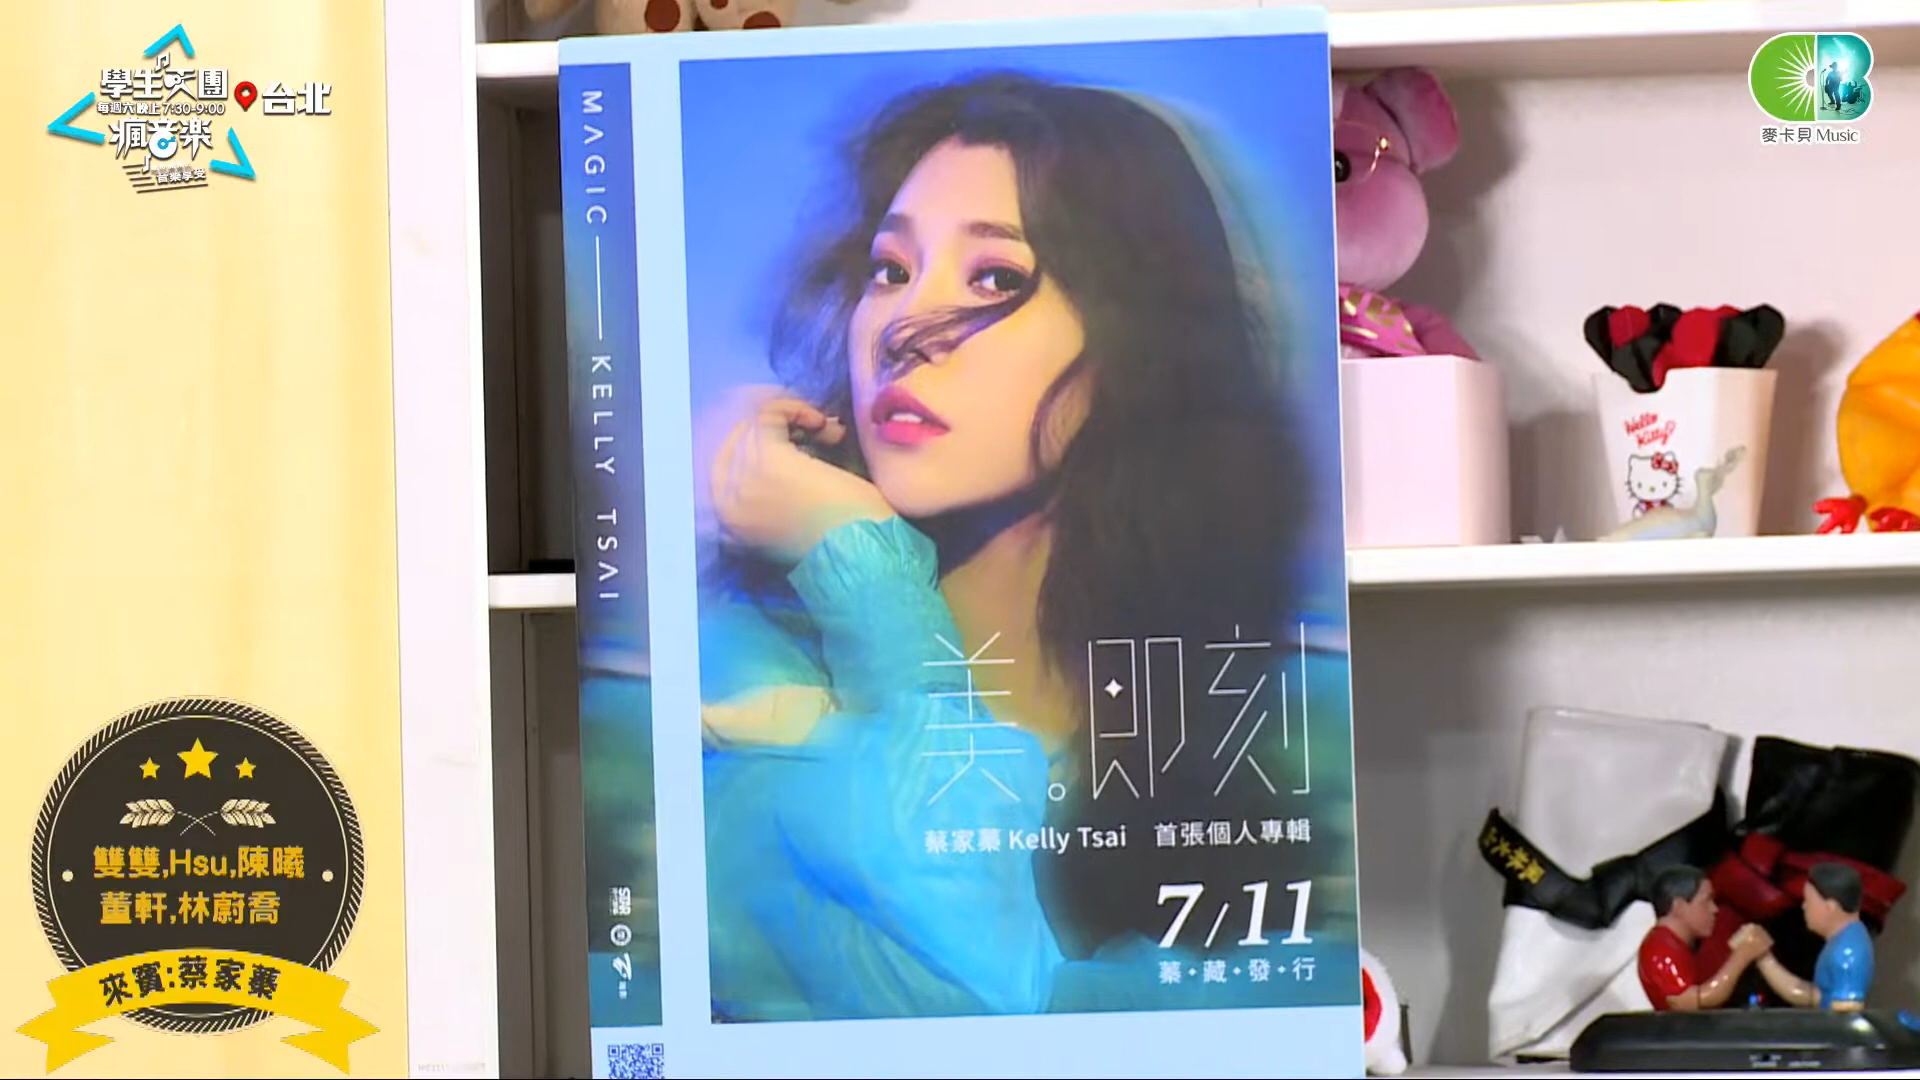 學生天團
台北
每週六晚上7:30-9:00
瘋音樂
音樂享受
麥卡貝 Music
MAGIC — KELLY TSAI
美。即刻
蔡家蓁 Kelly Tsai 首張個人專輯
7/11
蓁•藏•發•行
STAR
Hello
Kitty
雙雙,Hsu,陳曦
董軒,林蔚喬
來賓:蔡家蓁